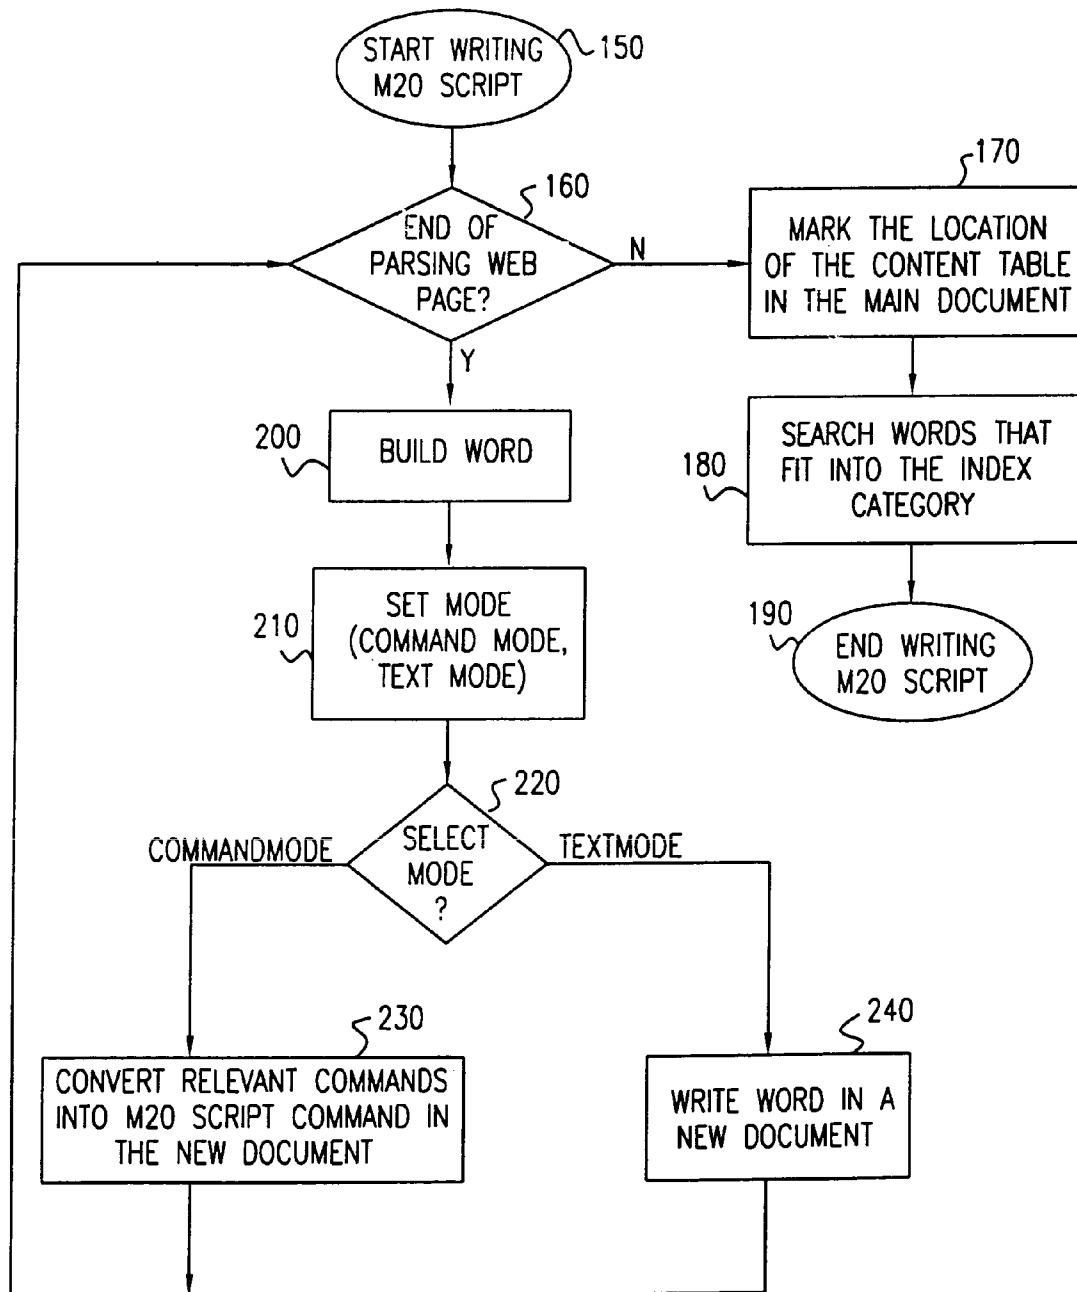 START WRITING
M20 SCRIPT
150
160
END OF
PARSING WEB
PAGE?
N
Y
170
MARK THE LOCATION
OF THE CONTENT TABLE
IN THE MAIN DOCUMENT
200
BUILD WORD
180
SEARCH WORDS THAT
FIT INTO THE INDEX
CATEGORY
210
SET MODE
(COMMAND MODE,
TEXT MODE)
190
END WRITING
M20 SCRIPT
220
SELECT
MODE
?
COMMANDMODE
TEXTMODE
230
CONVERT RELEVANT COMMANDS
INTO M20 SCRIPT COMMAND IN
THE NEW DOCUMENT
240
WRITE WORD IN A
NEW DOCUMENT